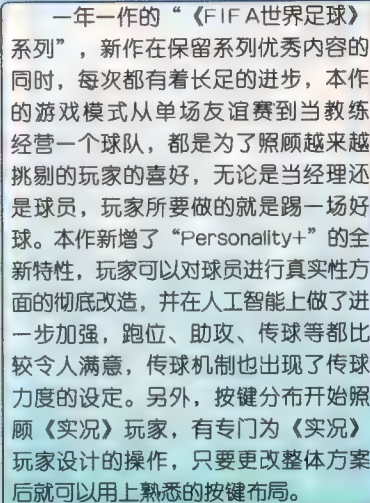 一年一作的“《FIFA世界足球》
系列”，新作在保留系列优秀内容的
同时，每次都有着长足的进步，本作
的游戏模式从单场友谊赛到当教练
经营一个球队，都是为了照顾越来越
挑剔的玩家的喜好，无论是当经理还
是球员，玩家所要做的就是踢一场好
球。本作新增了“Personality+”的全
新特性，玩家可以对球员进行真实性方
面的彻底改造，并在人工智能上做了进
一步加强，跑位、助攻、传球等都比
较令人满意，传球机制也出现了传球
力度的设定。另外，按键分布开始照
顾《实况》玩家，有专门为《实况》
玩家设计的操作，只要更改整体方案
后就可以用上熟悉的按键布局。